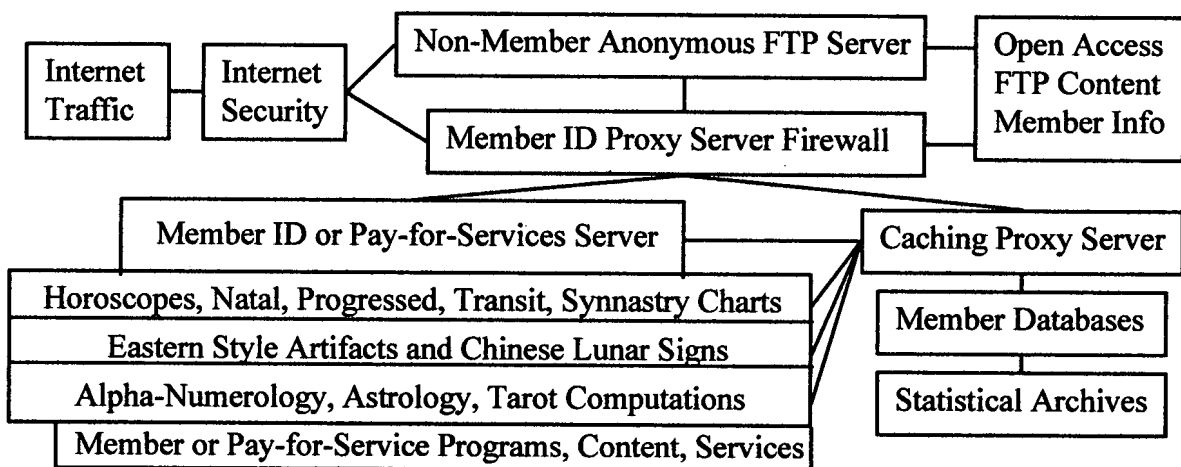 Internet
Traffic
Internet
Security
Non-Member Anonymous FTP Server
Member ID Proxy Server Firewall
Open Access
FTP Content
Member Info
Member ID or Pay-for-Services Server
Caching Proxy Server
Horoscopes, Natal, Progressed, Transit, Synnastry Charts
Eastern Style Artifacts and Chinese Lunar Signs
Alpha-Numerology, Astrology, Tarot Computations
Member or Pay-for-Service Programs, Content, Services
Member Databases
Statistical Archives